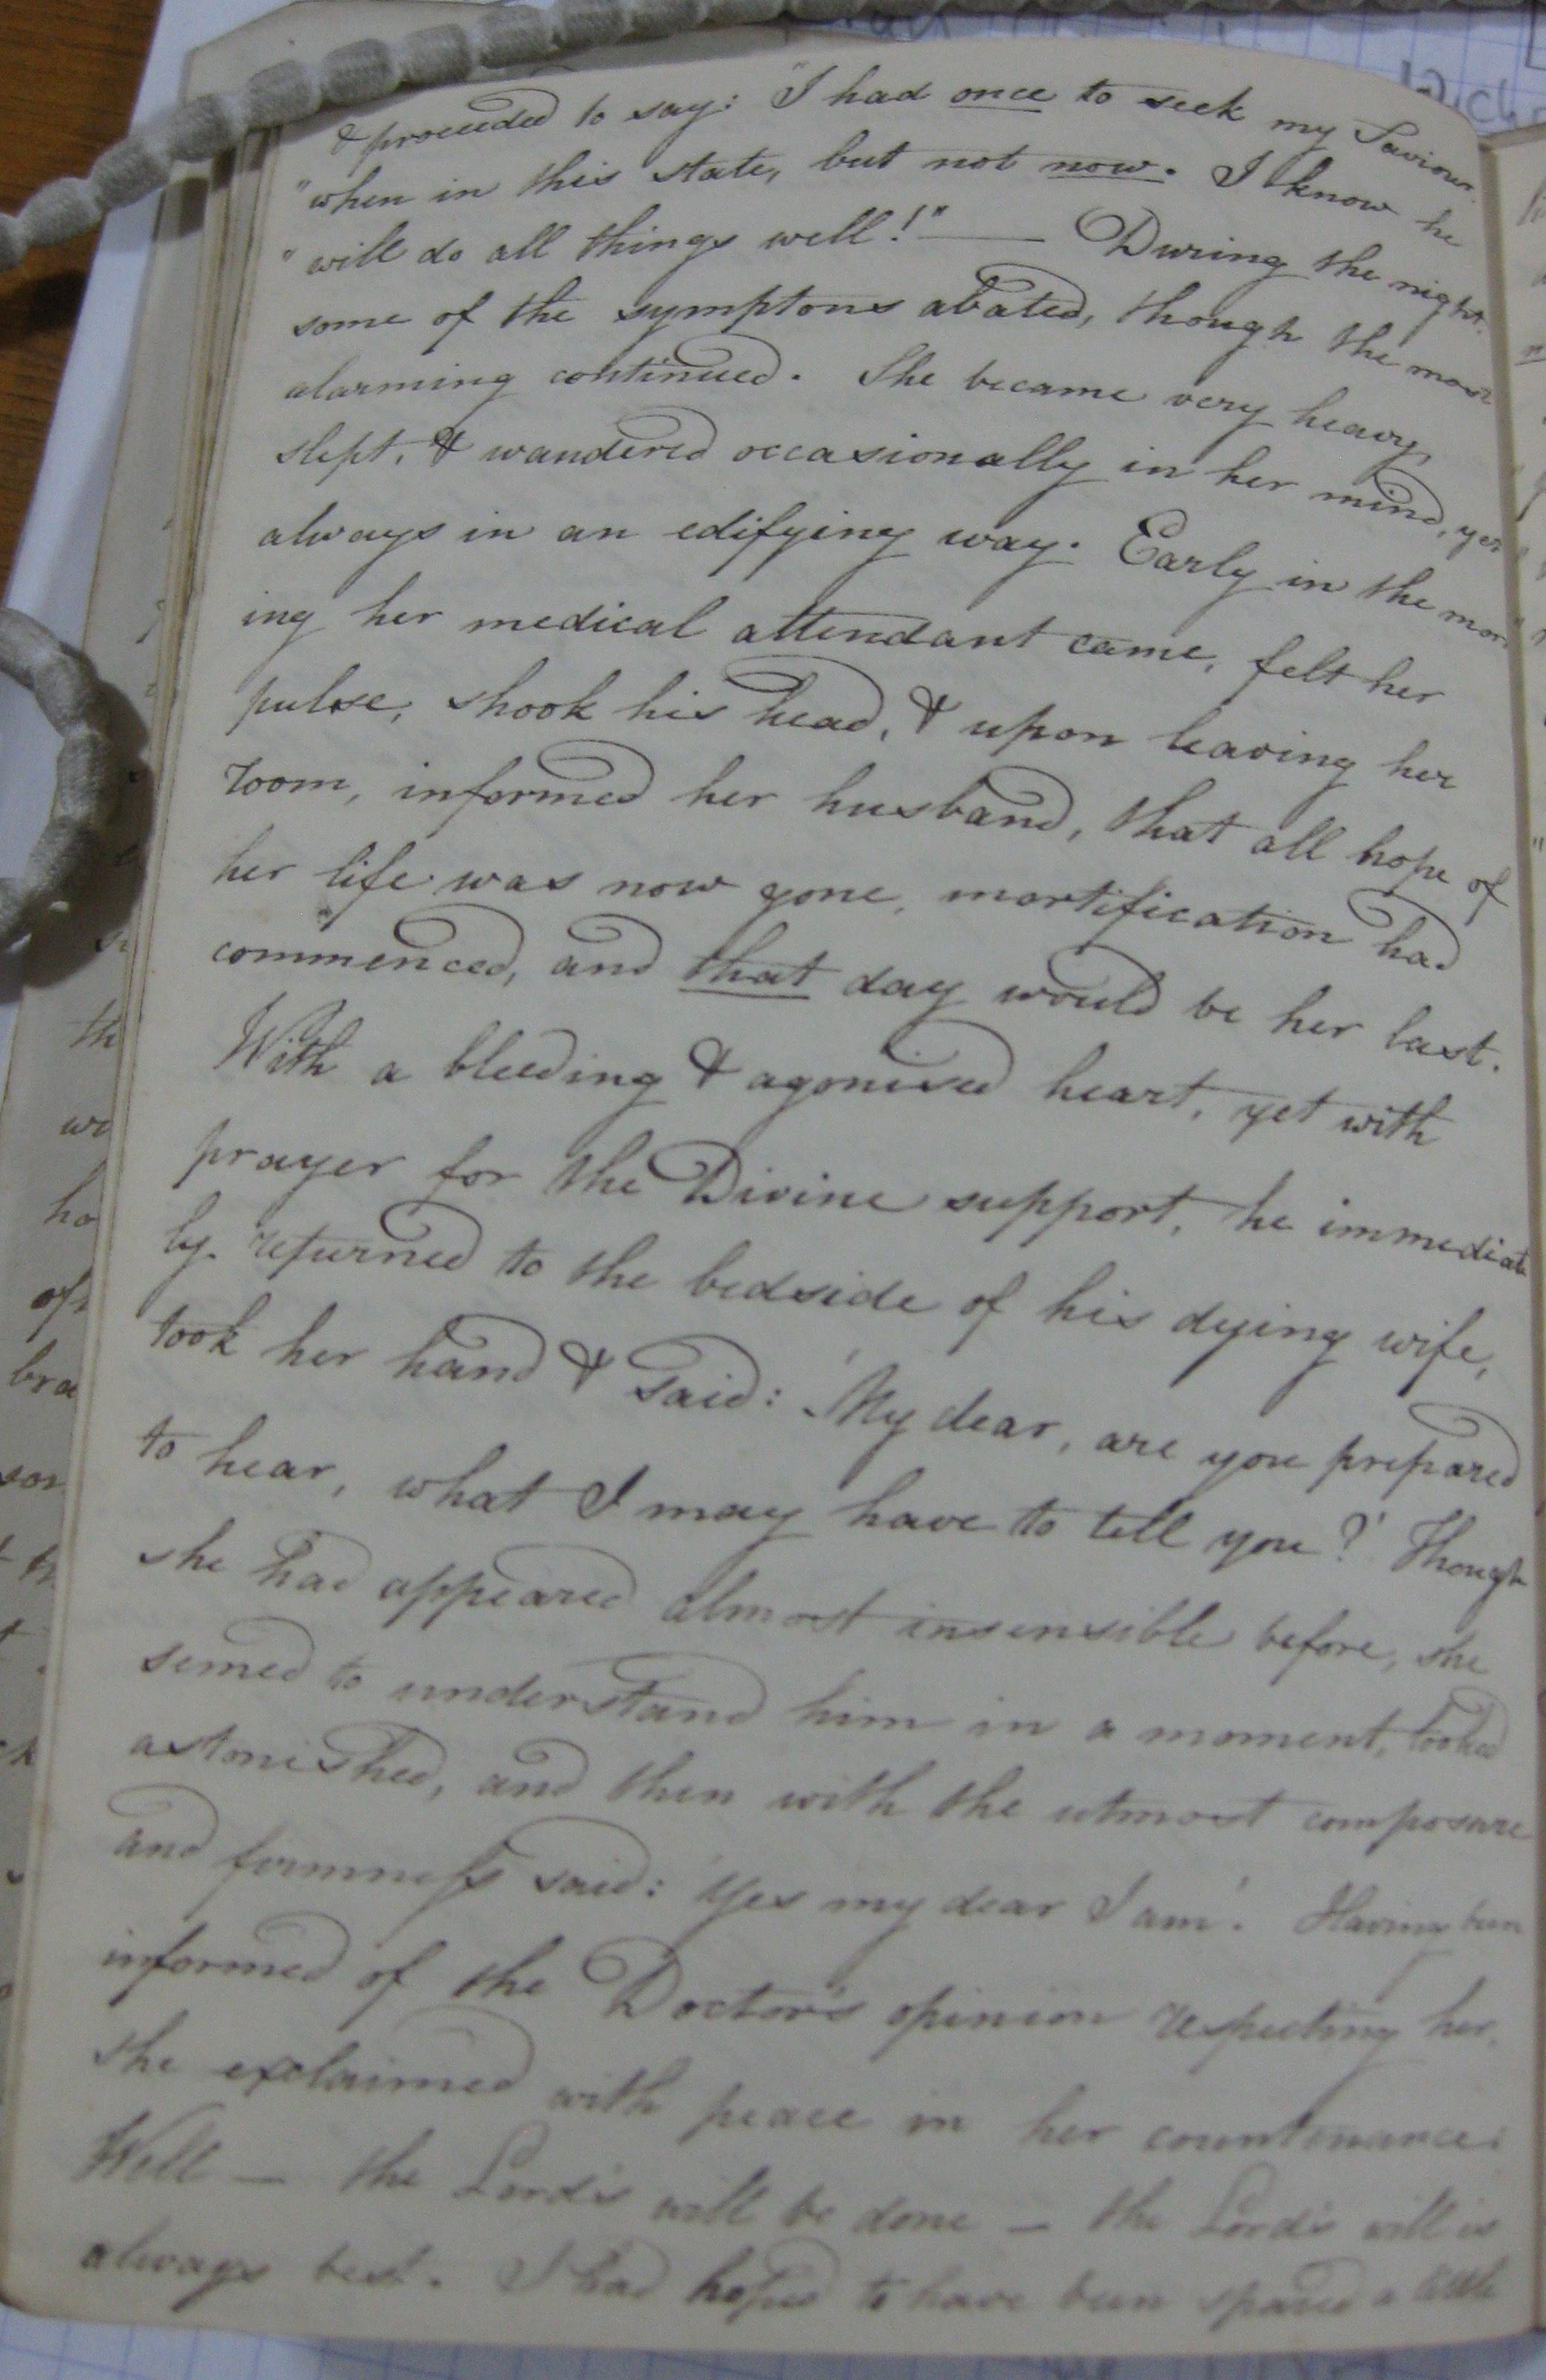 & proceeded to say: "I had once to seek my Saviour
"when in this state, but not now. I know he
"will do all things well!" — During the night
some of the symptons abated, though the most
alarming continued. She became very heavy,
slept, & wandered occasionally in her mind, yet
always in an edifying way. Early in the morn
ing her medical attendant came, felt her
pulse, shook his head, & upon leaving her
room, informed her husband, that all hope of
her life was now gone, mortification had
commenced, and that day would be her last.
With a bleeding & agonised heart, yet with
prayer for the Divine support, he immediate
ly returned to the bedside of his dying wife,
took her hand & said: 'My dear, are you prepared
to hear, what I may have to tell you?' Though
she had appeared almost insensible before, she
semed to understand him in a moment, looked
astonished, and then with the utmost composure
and firmness said: 'Yes my dear I am'. Having been
informed of the Doctor's opinion respecting her,
she exclaimed with peace in her countenance:
Well — the Lord's will be done — the Lord's will is
always best. I had hoped to have been spared a little